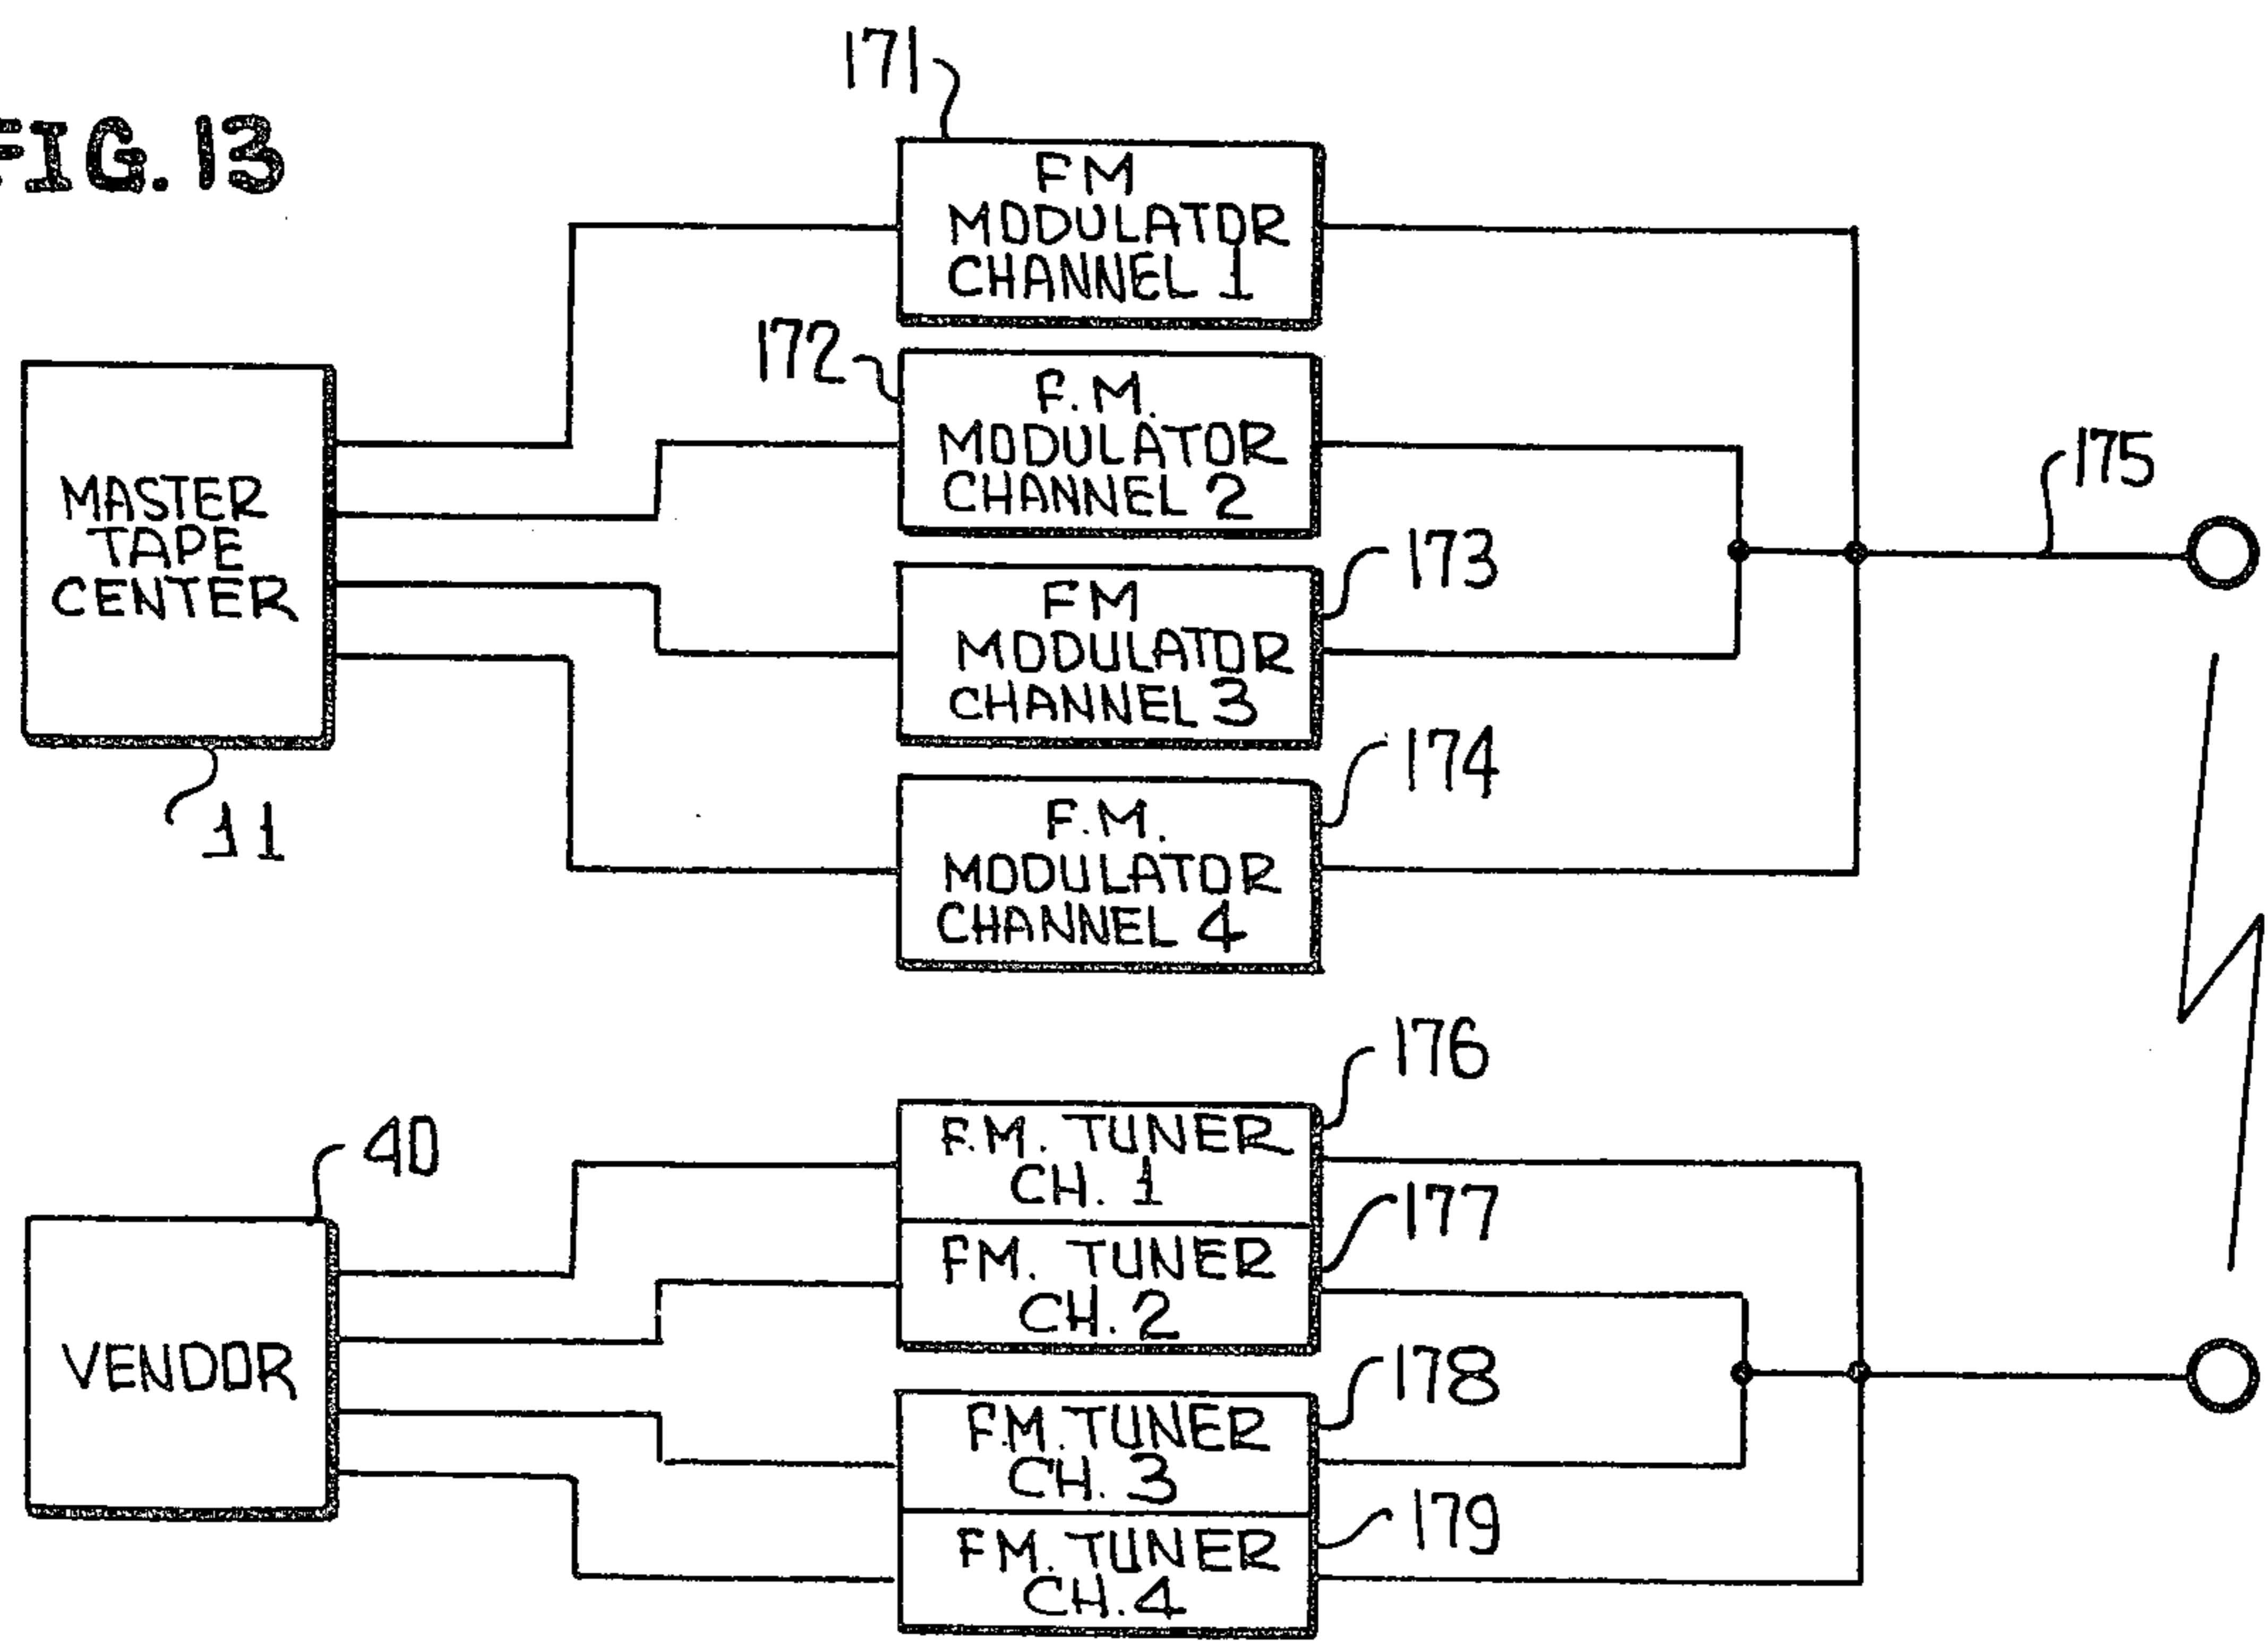 FIG. 13
171
FM
MODULATOR
CHANNEL 1
172
F.M.
MODULATOR
CHANNEL 2
173
FM
MODULATOR
CHANNEL 3
174
F.M.
MODULATOR
CHANNEL 4
175
MASTER
TAPE
CENTER
11
176
F.M. TUNER
CH. 1
177
FM. TUNER
CH. 2
178
F.M. TUNER
CH. 3
179
FM. TUNER
CH. 4
40
VENDOR